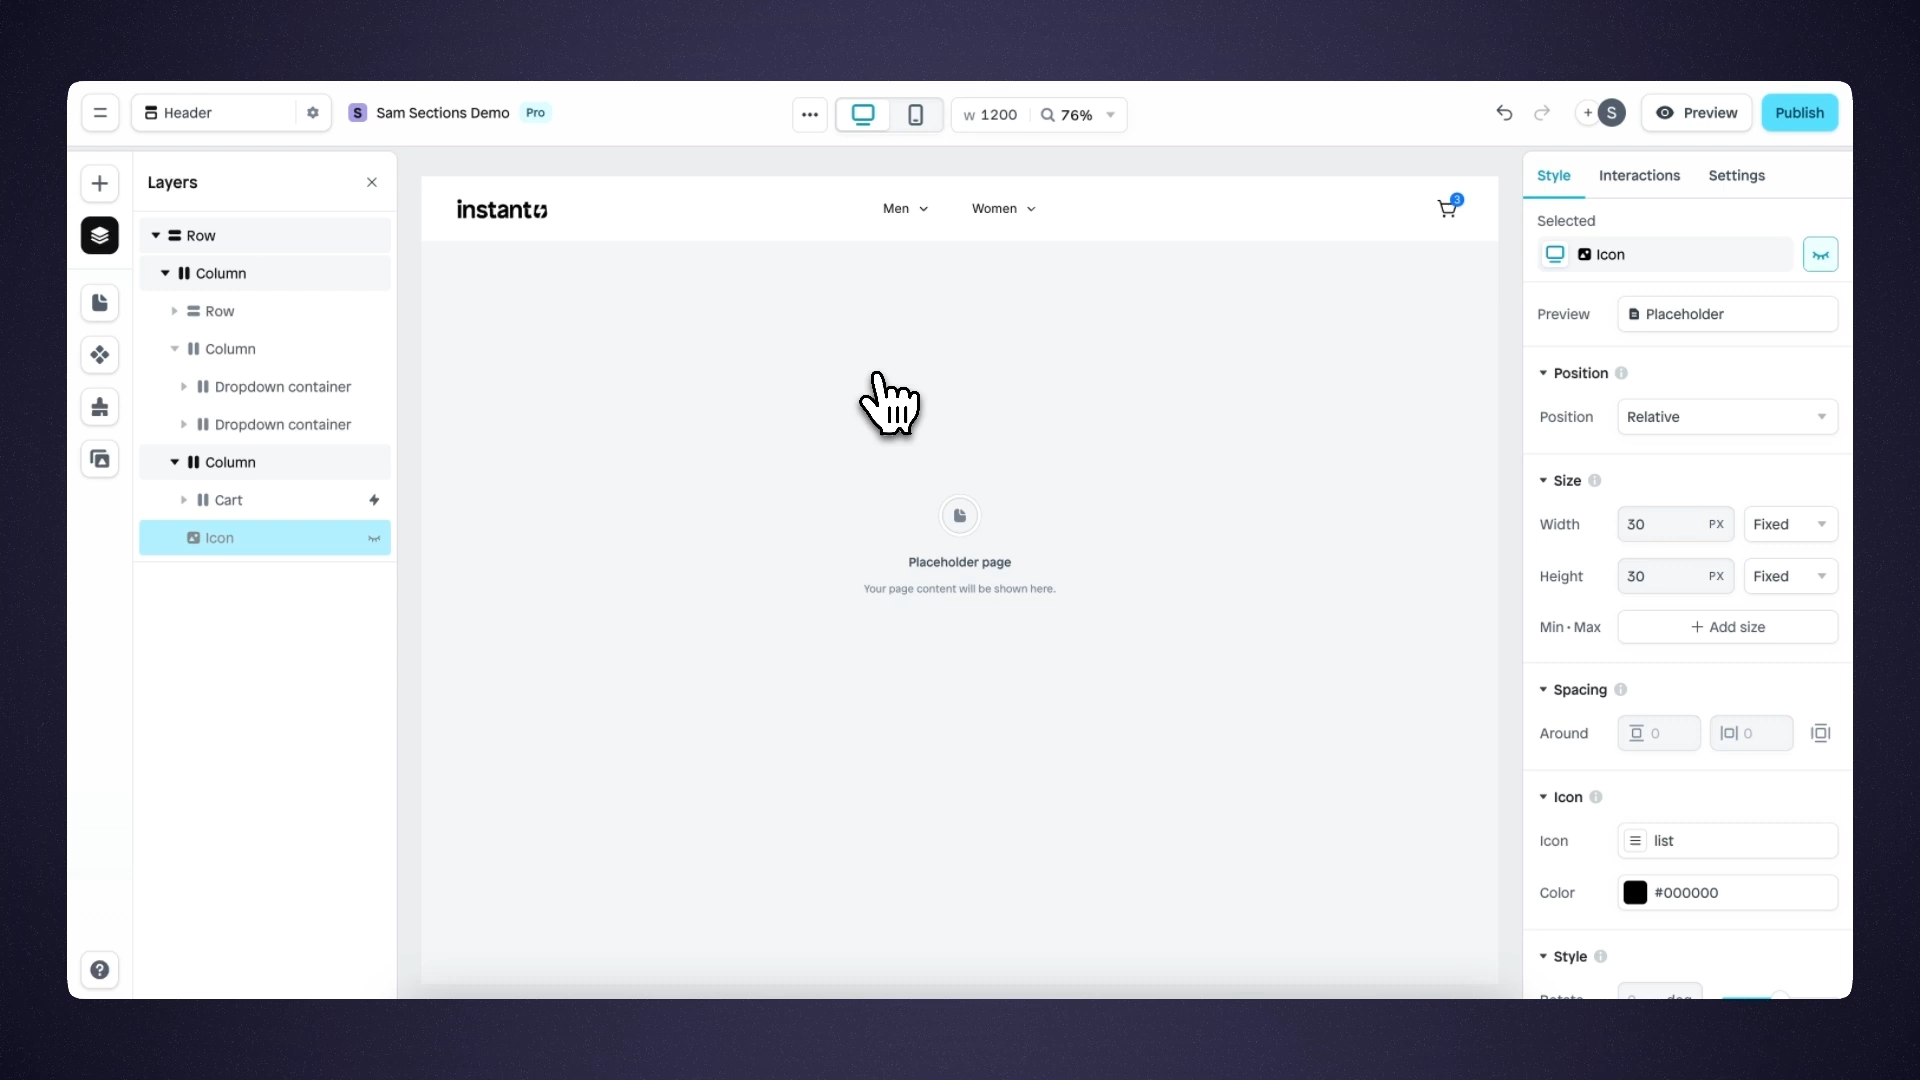 Header
S Sam Sections Demo Pro
W 1200 76%
+ S
Preview
Publish
Layers
Row
Column
Row
Column
Dropdown container
Dropdown container
Column
Cart
Icon
instant
Men
Women
3
Placeholder page
Your page content will be shown here.
Style Interactions Settings
Selected
Icon
Preview Placeholder
Position
Position Relative
Size
Width 30 PX Fixed
Height 30 PX Fixed
Min · Max + Add size
Spacing
Around 0 0
Icon
Icon list
Color #000000
Style